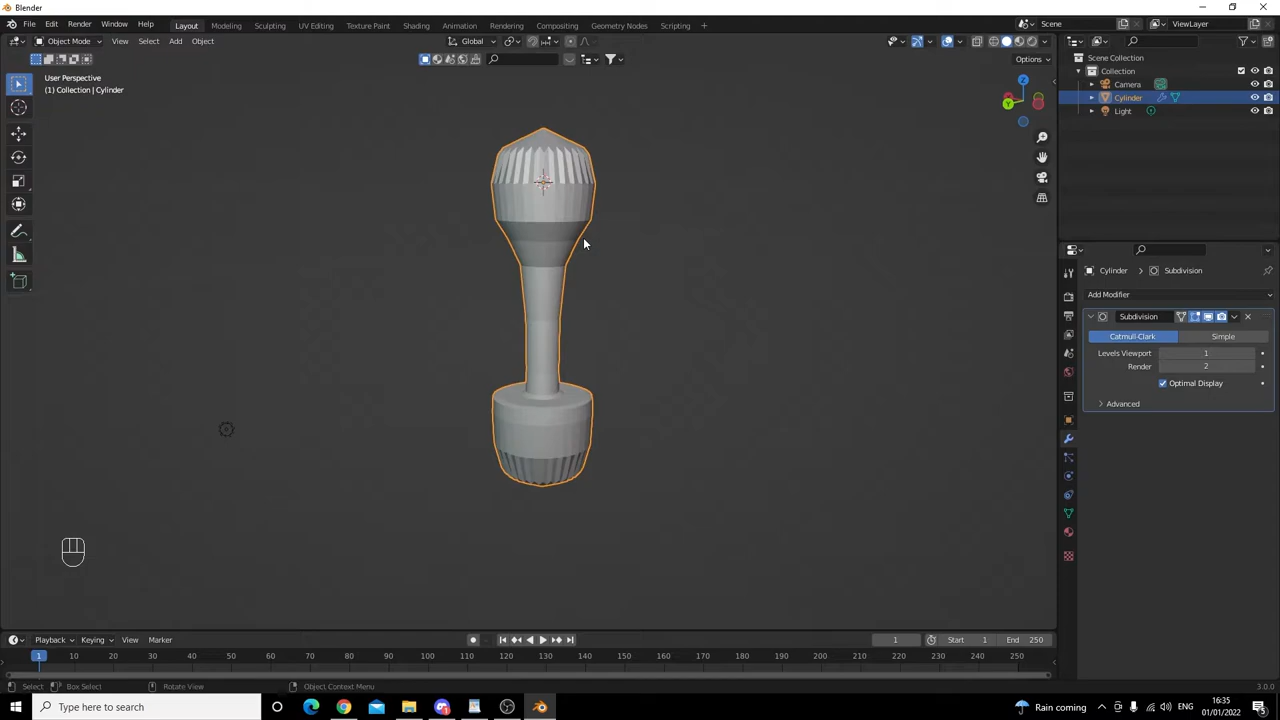 Blender
File Edit Render Window Help Layout Modeling Sculpting UV Editing Texture Paint Shading Animation Rendering Compositing Geometry Nodes Scripting + Scene ViewLayer
Object Mode View Select Add Object Global
Options
User Perspective
(1) Collection | Cylinder
Z
Y
Scene Collection
Collection
Camera
Cylinder
Light
Cylinder > Subdivision
Add Modifier
Subdivision
Catmull-Clark Simple
Levels Viewport 1
Render 2
Optimal Display
Advanced
Playback Keying View Marker 1 Start 1 End 250
1 10 20 30 40 50 60 70 80 90 100 110 120 130 140 150 160 170 180 190 200 210 220 230 240 250
Select Box Select Rotate View Object Context Menu 3.0.0
Type here to search Rain coming ENG 16:35 01/01/2022 5